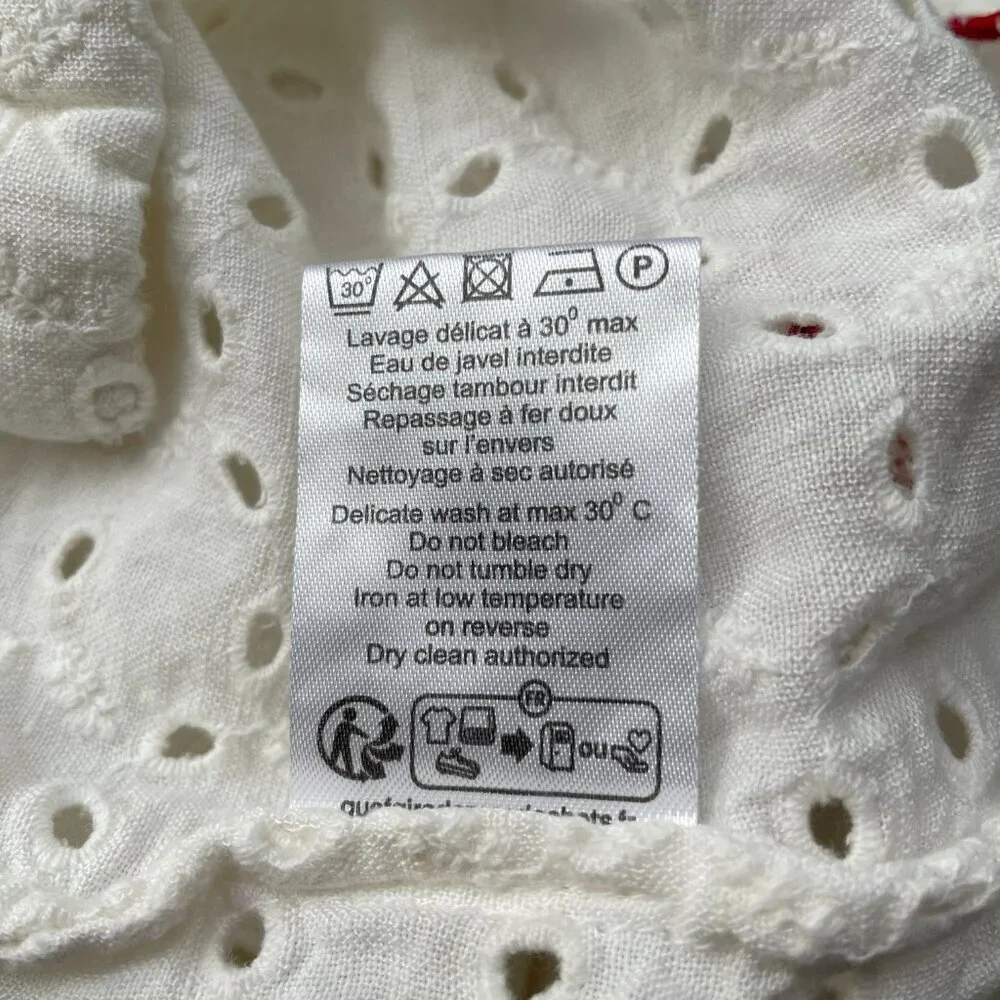 30° P
Lavage délicat à 30⁰ max
Eau de javel interdite
Séchage tambour interdit
Repassage à fer doux
sur l'envers
Nettoyage à sec autorisé
Delicate wash at max 30⁰ C
Do not bleach
Do not tumble dry
Iron at low temperature
on reverse
Dry clean authorized
FR
ou